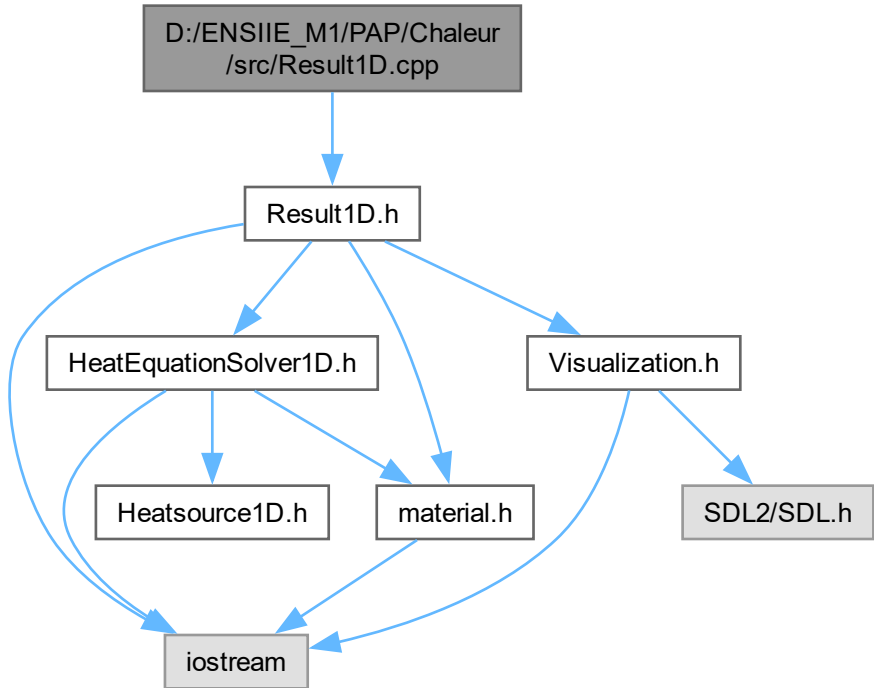 D:/ENSIIE_M1/PAP/Chaleur
/src/Result1D.cpp
Result1D.h
HeatEquationSolver1D.h
Visualization.h
Heatsource1D.h
material.h
SDL2/SDL.h
iostream